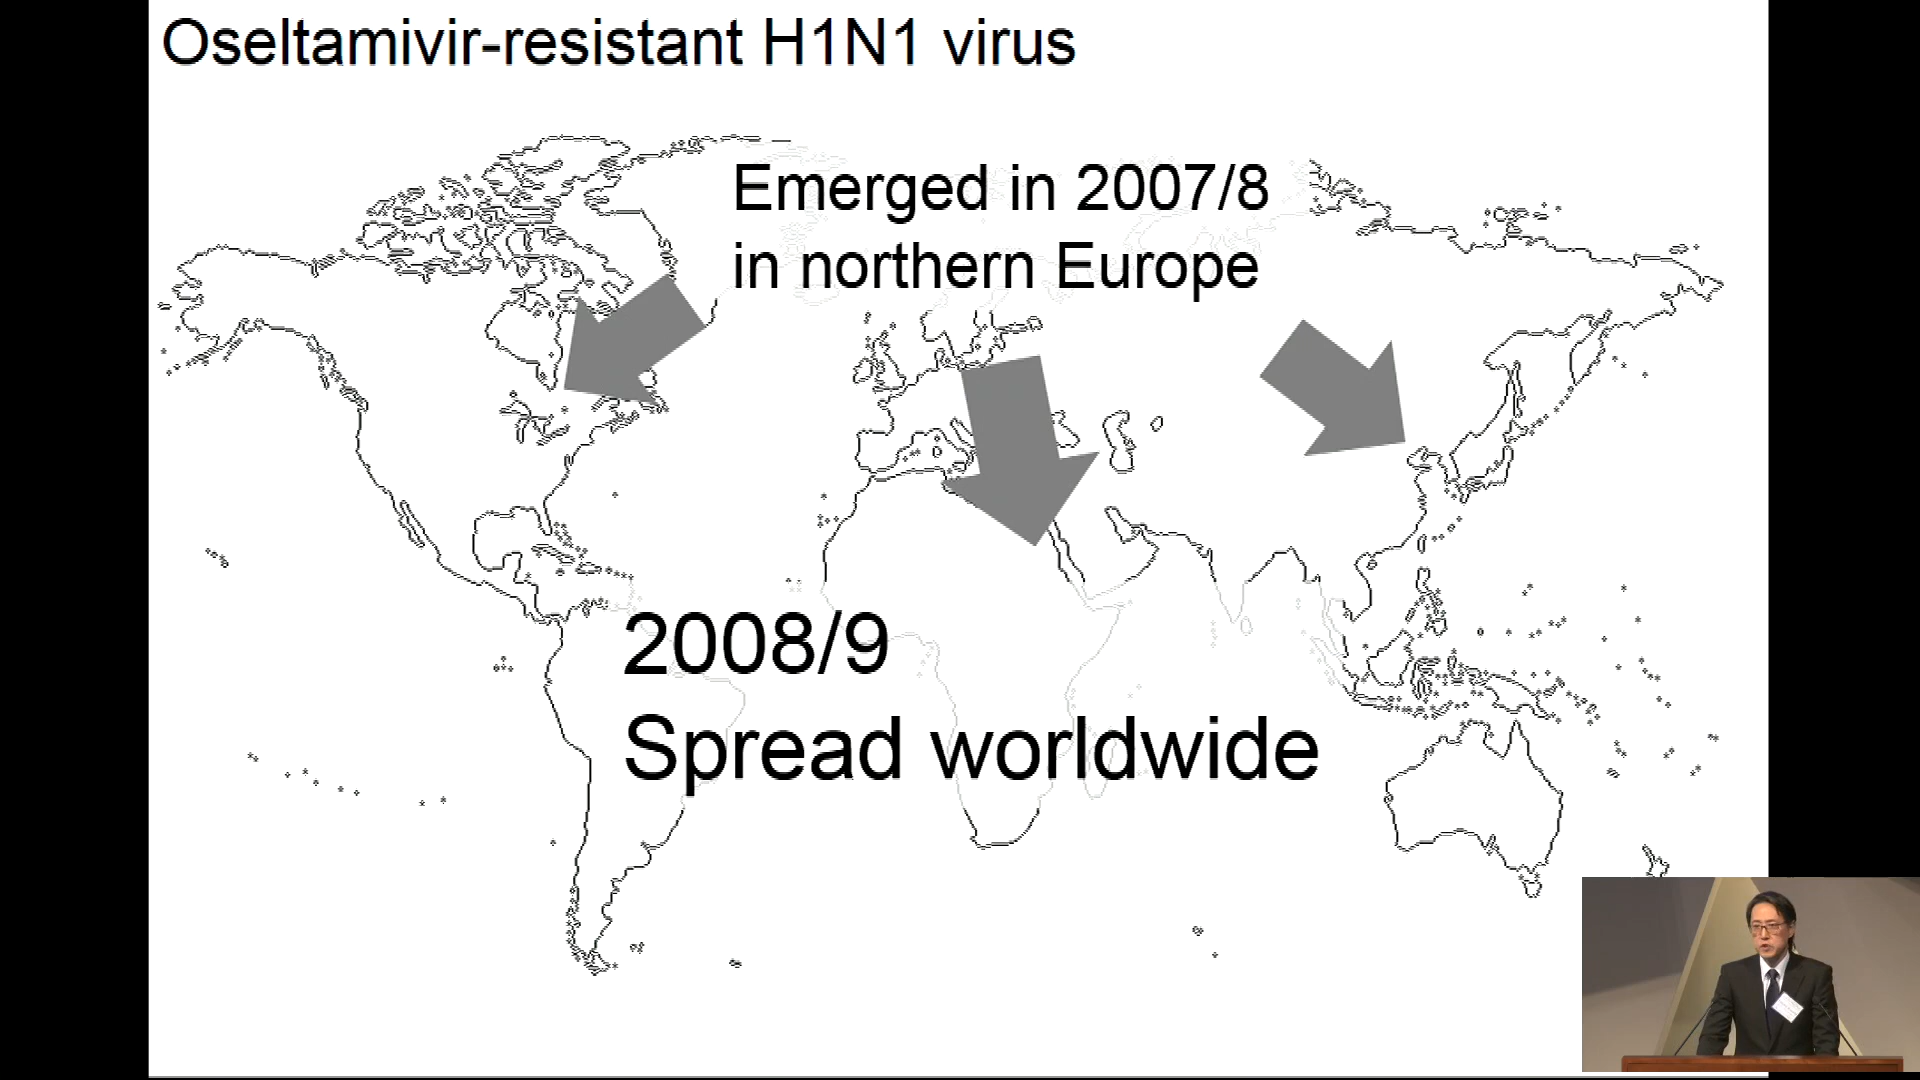 Oseltamivir-resistant H1N1 virus
Emerged in 2007/8
in northern Europe
2008/9
Spread worldwide